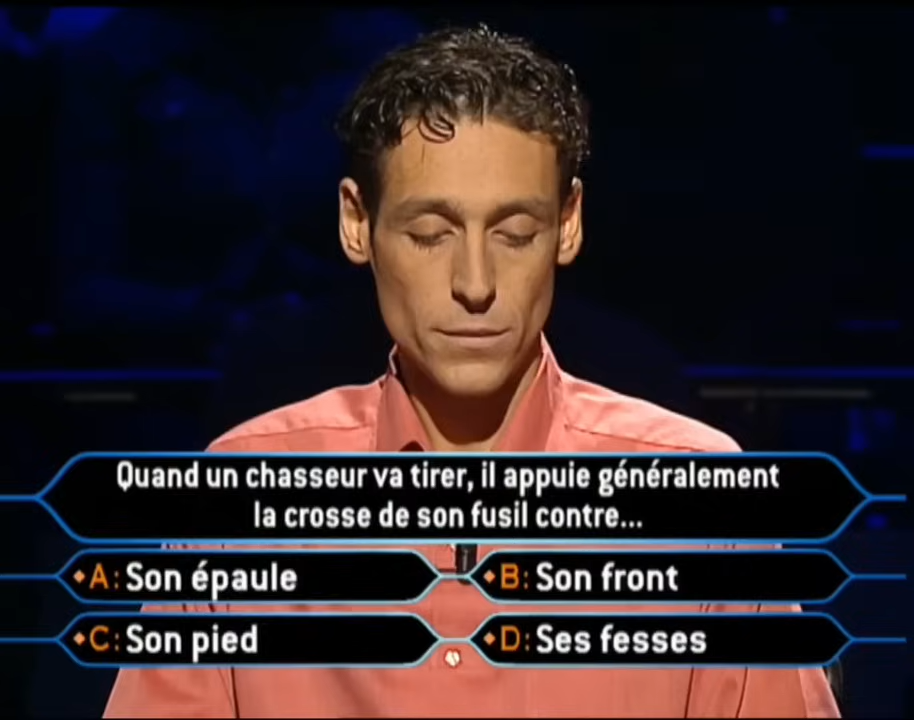 Quand un chasseur va tirer, il appuie généralement
la crosse de son fusil contre...
A: Son épaule
B: Son front
C: Son pied
D: Ses fesses